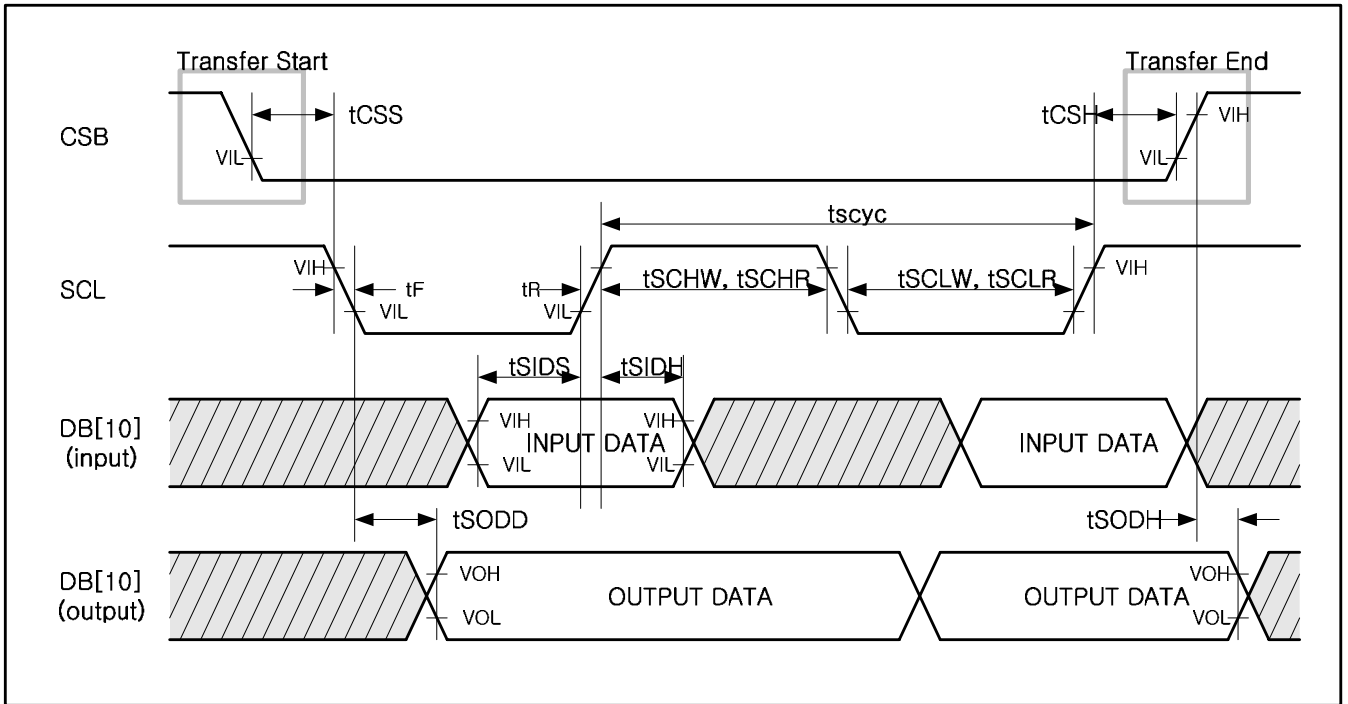 Transfer Start
Transfer End
CSB
tCSS
tCSH
VIH
VIL
VIL
tscyc
SCL
VIH
tF
VIL
tR
VIL
tSCHW, tSCHR
tSCLW, tSCLR
VIH
tSIDS
tSIDH
DB[10]
(input)
VIH
VIL
INPUT DATA
VIH
VIL
INPUT DATA
tSODD
tSODH
DB[10]
(output)
VOH
VOL
OUTPUT DATA
OUTPUT DATA
VOH
VOL